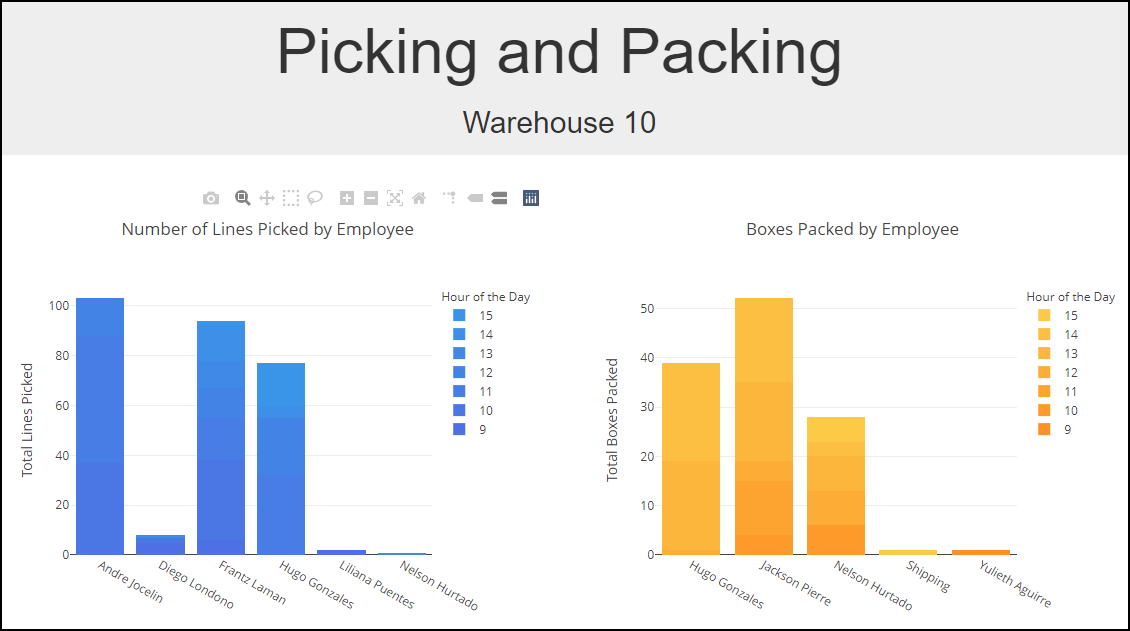 Picking and Packing
Warehouse 10
Number of Lines Picked by Employee
Total Lines Picked
100
80
60
40
20
0
Andre Jocelin
Diego Londono
Frantz Laman
Hugo Gonzales
Liliana Puentes
Nelson Hurtado
Hour of the Day
15
14
13
12
11
10
9
Boxes Packed by Employee
Total Boxes Packed
50
40
30
20
10
0
Hugo Gonzales
Jackson Pierre
Nelson Hurtado
Shipping
Yulieth Aguirre
Hour of the Day
15
14
13
12
11
10
9